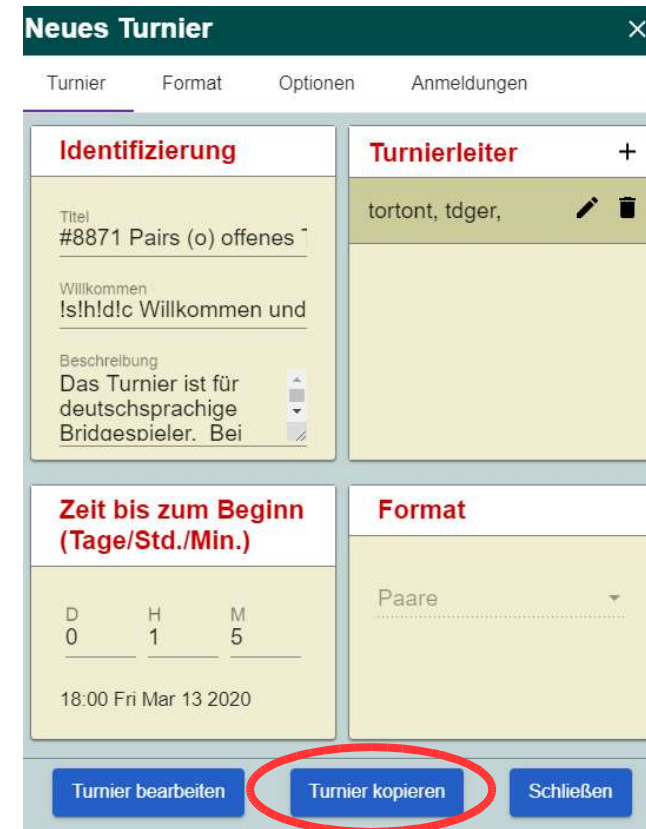 Neues Turnier
Turnier Format Optionen Anmeldungen
Identifizierung
Titel
#8871 Pairs (o) offenes
Willkommen
!s!h!d!c Willkommen und
Beschreibung
Das Turnier ist für
deutschsprachige
Bridgespieler. Bei
Turnierleiter
tortont, tdger,
Zeit bis zum Beginn
(Tage/Std./Min.)
D H M
0 1 5
18:00 Fri Mar 13 2020
Format
Paare
Turnier bearbeiten Turnier kopieren Schließen